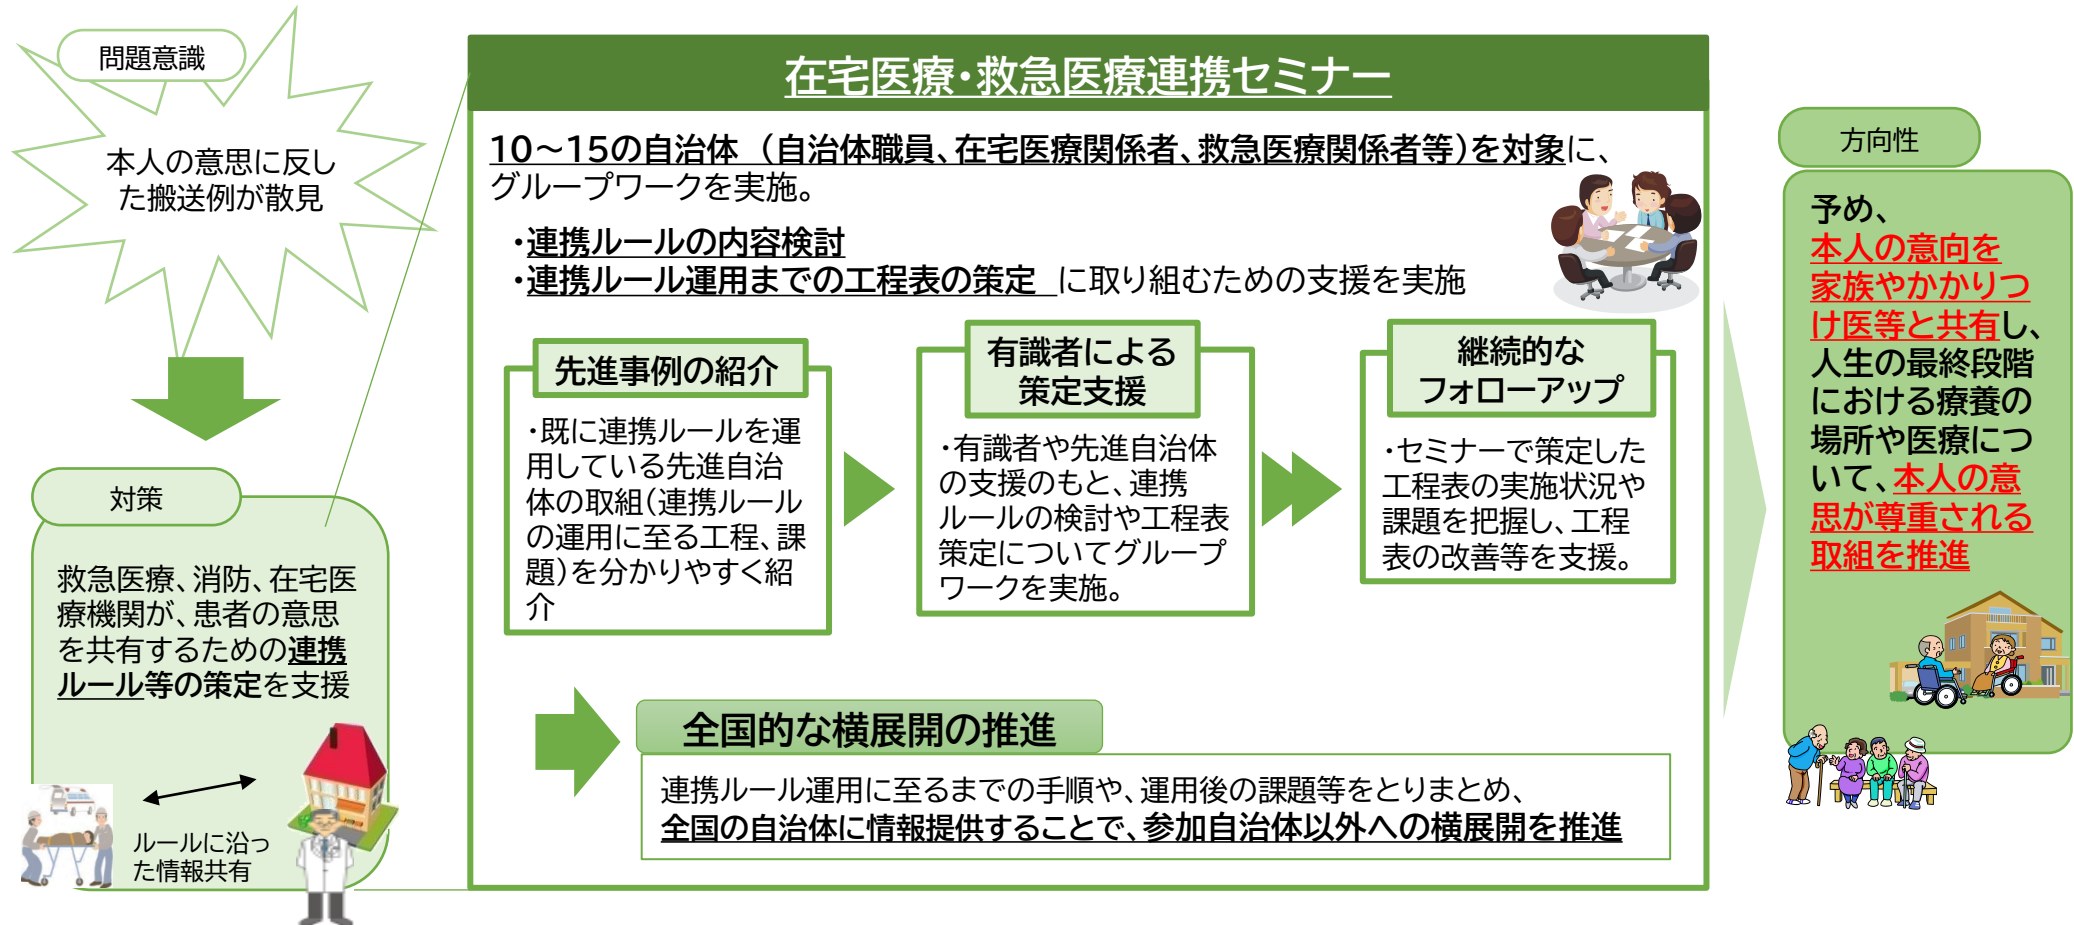 問題意識
本人の意思に反し
た搬送例が散見
対策
救急医療、消防、在宅医
療機関が、患者の意思
を共有するための連携
ルール等の策定を支援
ルールに沿っ
た情報共有
在宅医療・救急医療連携セミナー
10～15の自治体（自治体職員、在宅医療関係者、救急医療関係者等）を対象に、
グループワークを実施。
・連携ルールの内容検討
・連携ルール運用までの工程表の策定 に取り組むための支援を実施
先進事例の紹介
・既に連携ルールを運
用している先進自治
体の取組（連携ルール
の運用に至る工程、課
題）を分かりやすく紹
介
有識者による
策定支援
・有識者や先進自治体
の支援のもと、連携
ルールの検討や工程表
策定についてグループ
ワークを実施。
継続的な
フォローアップ
・セミナーで策定した
工程表の実施状況や
課題を把握し、工程
表の改善等を支援。
全国的な横展開の推進
連携ルール運用に至るまでの手順や、運用後の課題等をとりまとめ、
全国の自治体に情報提供することで、参加自治体以外への横展開を推進
方向性
予め、
本人の意向を
家族やかかりつ
け医等と共有し、
人生の最終段階
における療養の
場所や医療につ
いて、本人の意
思が尊重される
取組を推進